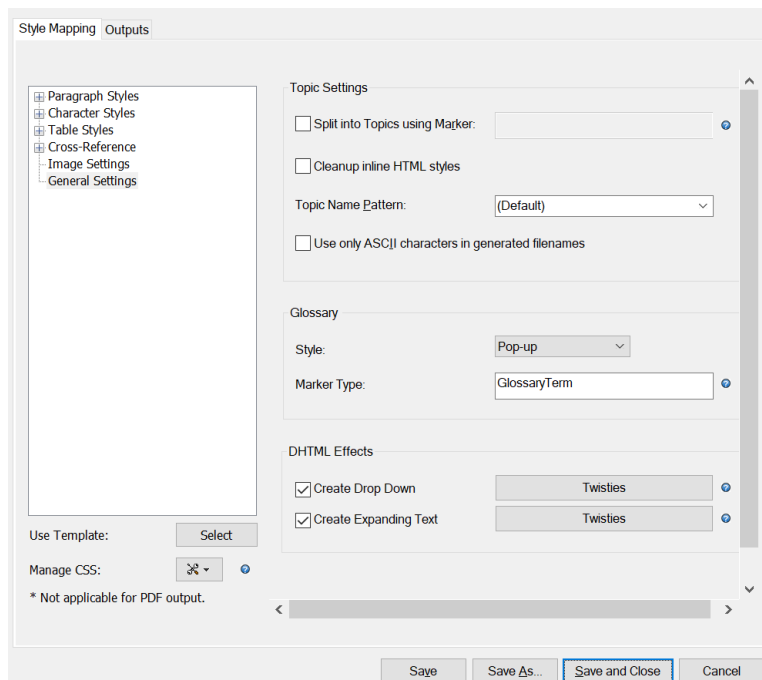 Style Mapping Outputs
Paragraph Styles
Character Styles
Table Styles
Cross-Reference
Image Settings
General Settings
Use Template: Select
Manage CSS:
* Not applicable for PDF output.
Topic Settings
Split into Topics using Marker:
Cleanup inline HTML styles
Topic Name Pattern: (Default)
Use only ASCII characters in generated filenames
Glossary
Style: Pop-up
Marker Type: GlossaryTerm
DHTML Effects
Create Drop Down Twisties
Create Expanding Text Twisties
Save Save As... Save and Close Cancel